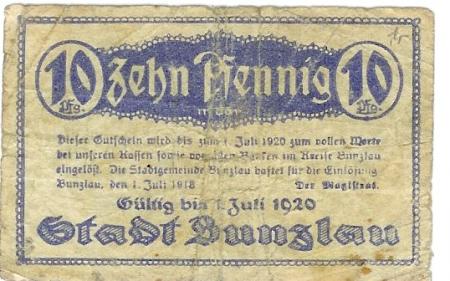 10 Pfg. Zehn Pfennig 10 Pfg.
Dieser Gutschein wird bis zum 1. Juli 1920 zum vollen Werte
bei unseren Kassen sowie von allen Banken im Kreise Bunzlau
eingelöst. Die Stadtgemeinde Bunzlau haftet für die Einlösung
Bunzlau, den 1. Juli 1918 Der Magistrat.
Gültig bis 1. Juli 1920
Stadt Bunzlau